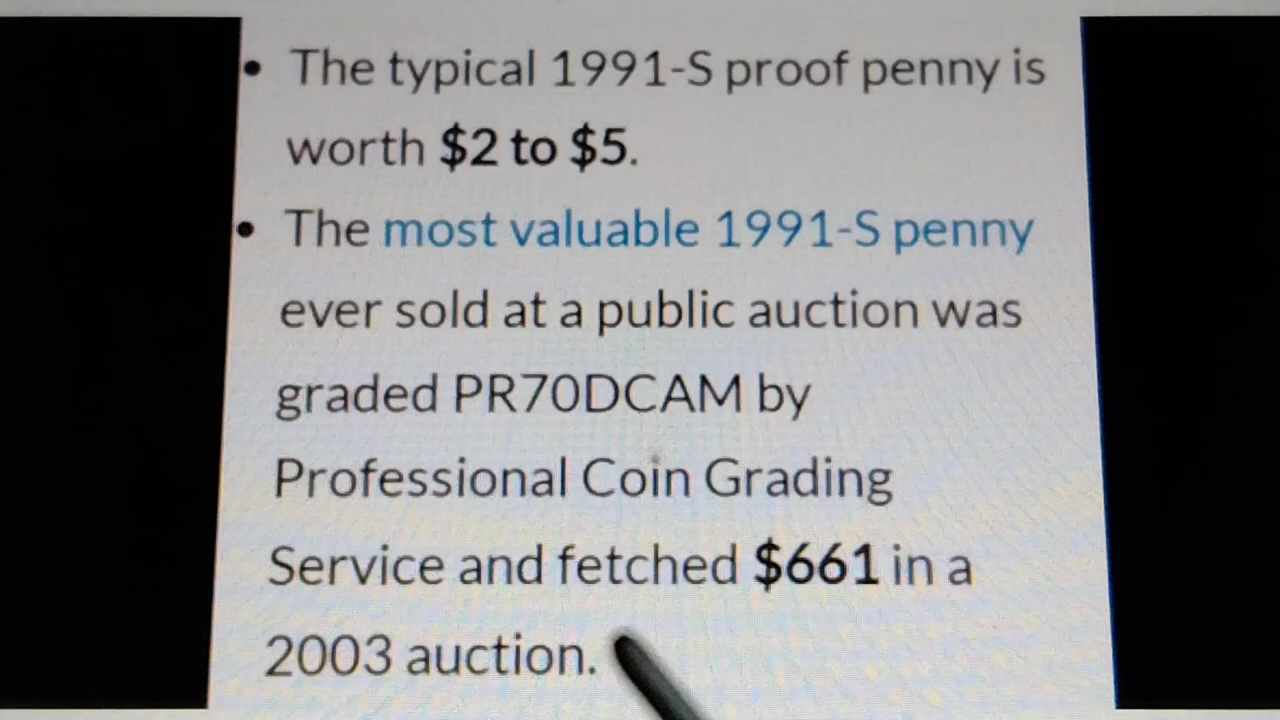 • The typical 1991-S proof penny is
worth $2 to $5.
• The most valuable 1991-S penny
ever sold at a public auction was
graded PR70DCAM by
Professional Coin Grading
Service and fetched $661 in a
2003 auction.